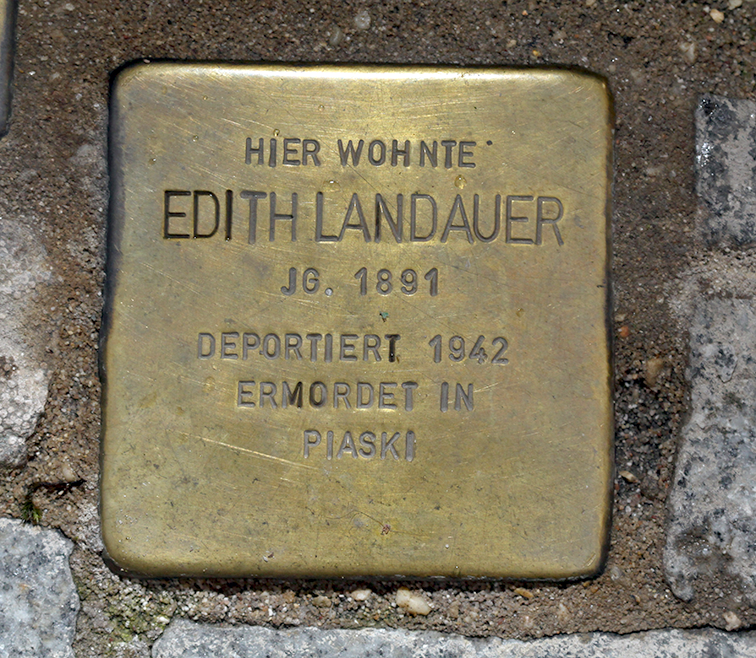 HIER WOHNTE
EDITH LANDAUER
JG. 1891
DEPORTIERT 1942
ERMORDET IN
PIASKI